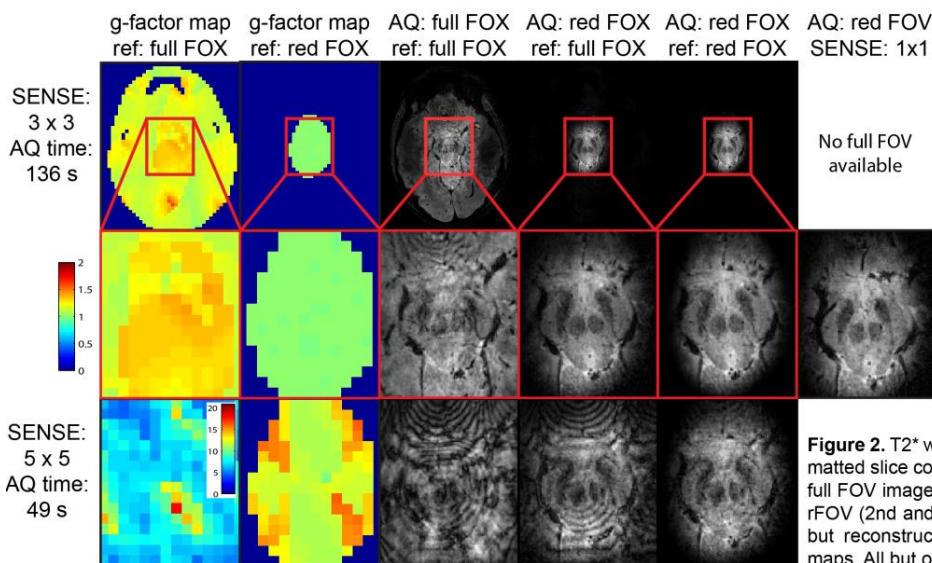 g-factor map
ref: full FOX
g-factor map
ref: red FOX
AQ: full FOX
ref: full FOX
AQ: red FOX
ref: full FOX
AQ: red FOX
ref: red FOX
AQ: red FOV
SENSE: 1x1
SENSE:
3 x 3
AQ time:
136 s
No full FOV
available
2
1.5
1
0.5
0
SENSE:
5 x 5
AQ time:
49 s
20
15
10
5
0
Figure 2. T2* w
matted slice co
full FOV image
rFOV (2nd and
but reconstruc
maps. All but o